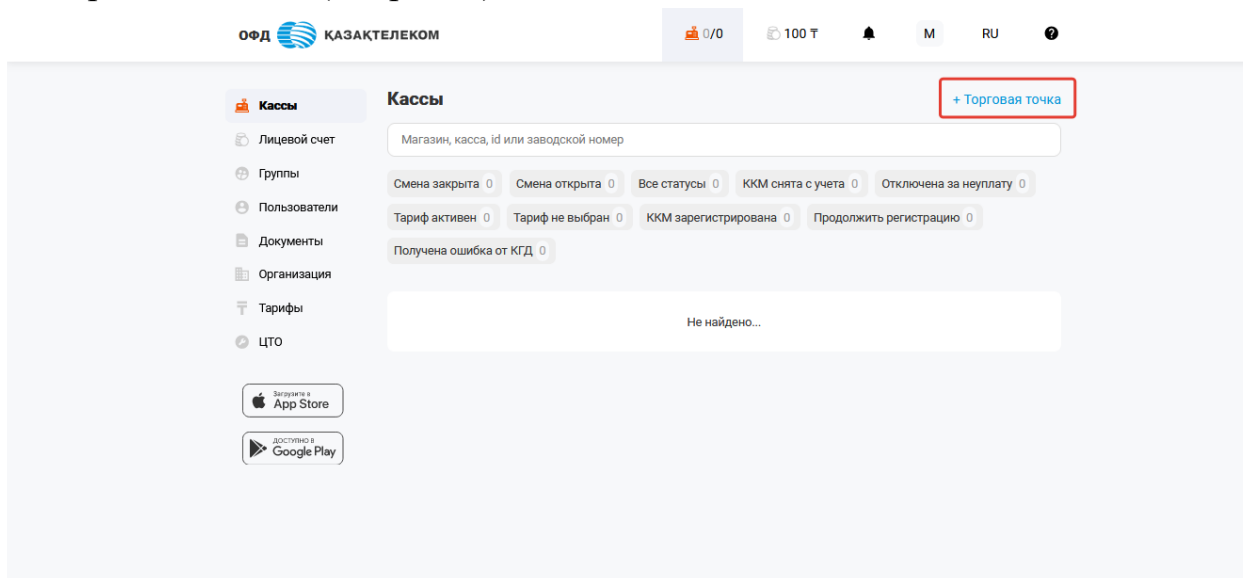 ОФД ҚАЗАҚТЕЛЕКОМ 0/0 100 ₸ M RU ?
Кассы
Лицевой счет
Группы
Пользователи
Документы
Организация
Тарифы
ЦТО
Загрузите в
App Store
ДОСТУПНО В
Google Play
Кассы + Торговая точка
Магазин, касса, id или заводской номер
Смена закрыта 0 Смена открыта 0 Все статусы 0 ККМ снята с учета 0 Отключена за неуплату 0
Тариф активен 0 Тариф не выбран 0 ККМ зарегистрирована 0 Продолжить регистрацию 0
Получена ошибка от КГД 0
Не найдено...